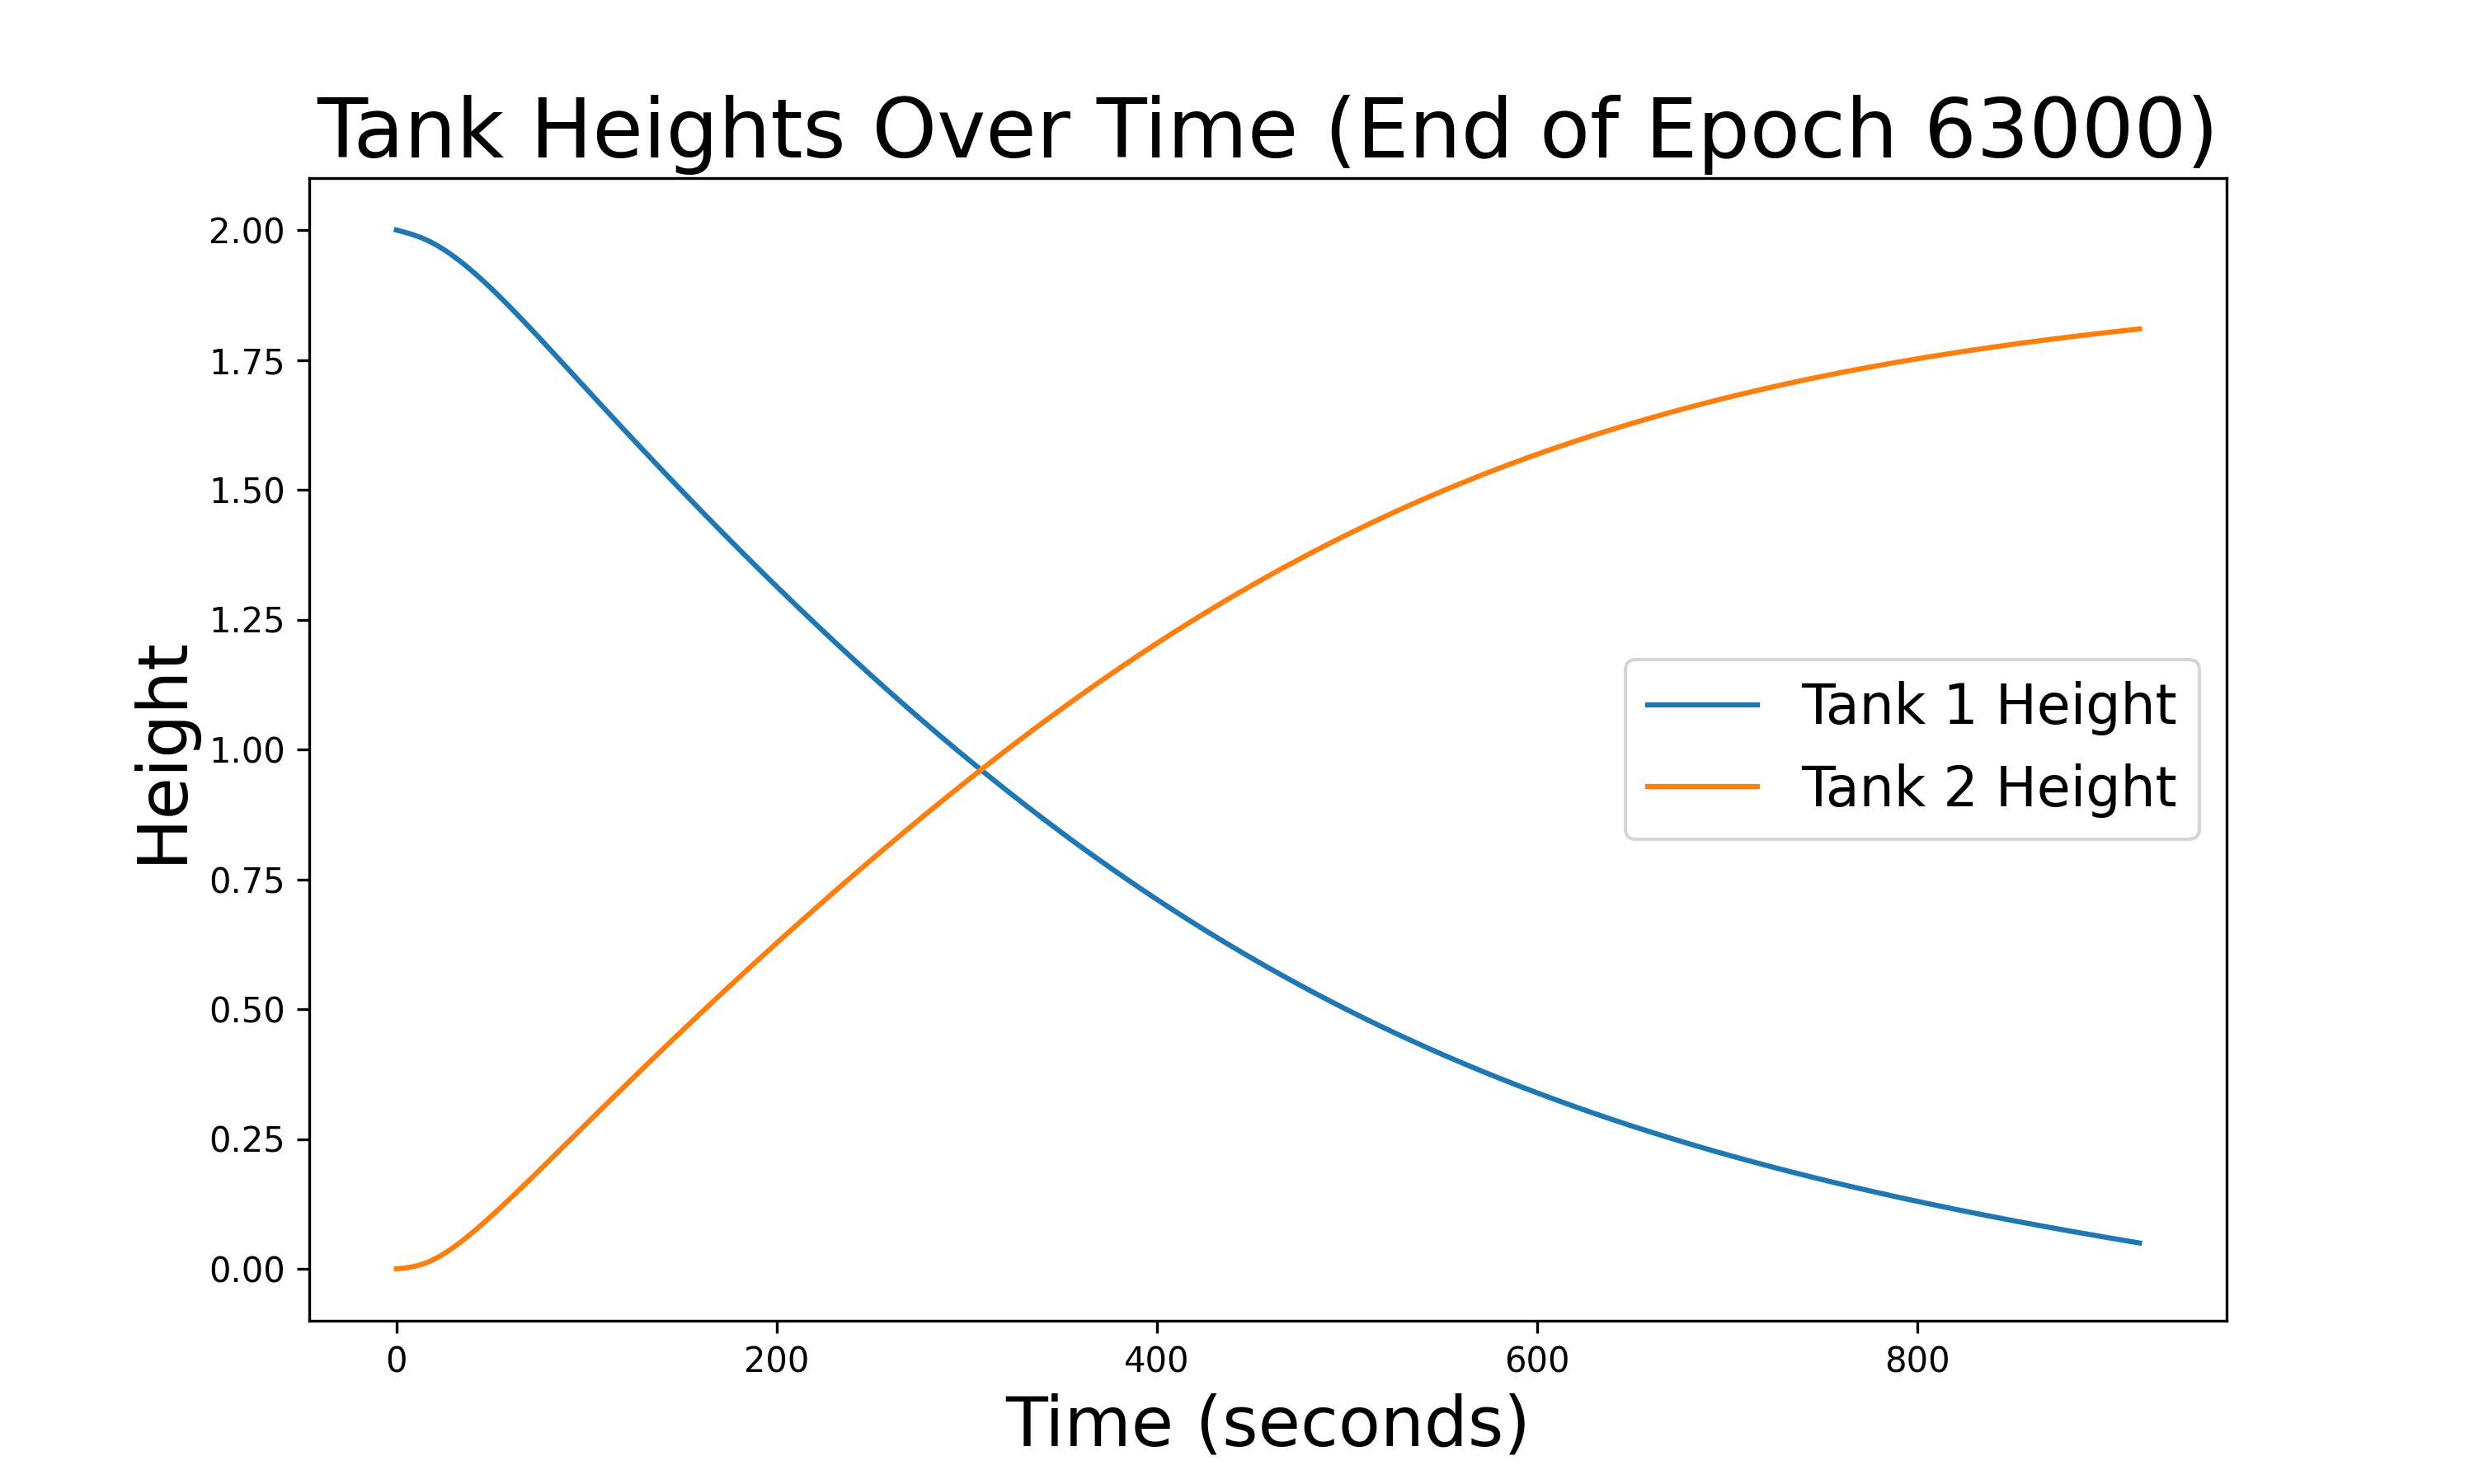 Tank Heights Over Time (End of Epoch 63000)
2.00
1.75
1.50
1.25
1.00
0.75
0.50
0.25
0.00
Height
Tank 1 Height
Tank 2 Height
0 200 400 600 800
Time (seconds)